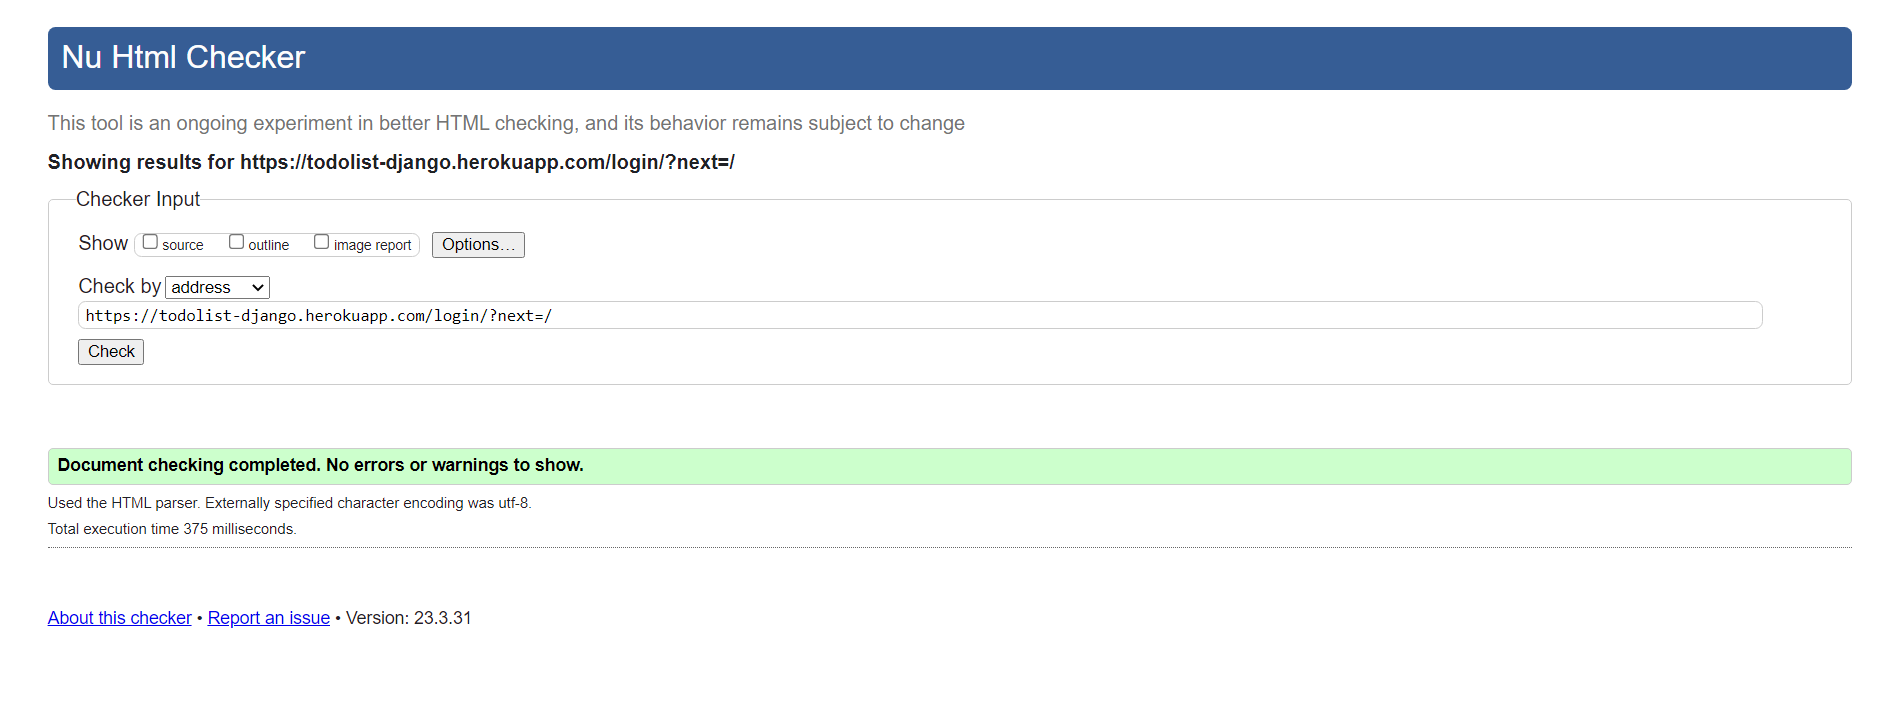 Nu Html Checker
This tool is an ongoing experiment in better HTML checking, and its behavior remains subject to change
Showing results for https://todolist-django.herokuapp.com/login/?next=/
Checker Input
Show source outline image report Options...
Check by address
https://todolist-django.herokuapp.com/login/?next=/
Check
Document checking completed. No errors or warnings to show.
Used the HTML parser. Externally specified character encoding was utf-8.
Total execution time 375 milliseconds.
About this checker • Report an issue • Version: 23.3.31